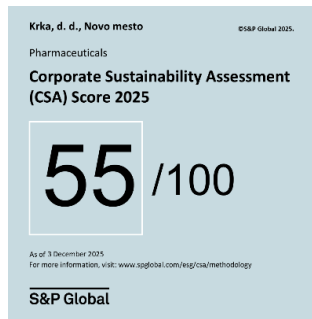 Krka, d. d., Novo mesto
©S&P Global 2025.
Pharmaceuticals
Corporate Sustainability Assessment
(CSA) Score 2025
55 /100
As of 3 December 2025
For more information, visit: www.spglobal.com/esg/csa/methodology
S&P Global